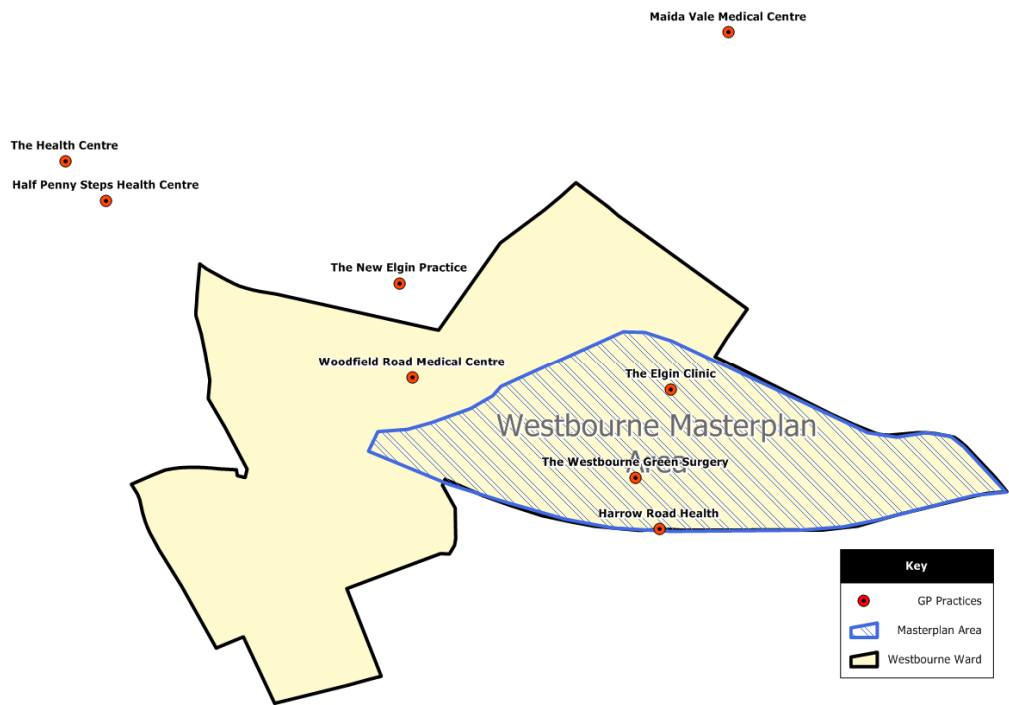 Maida Vale Medical Centre
The Health Centre
Half Penny Steps Health Centre
The New Elgin Practice
Woodfield Road Medical Centre
The Elgin Clinic
Westbourne Masterplan
Area
The Westbourne Green Surgery
Harrow Road Health
Key
GP Practices
Masterplan Area
Westbourne Ward